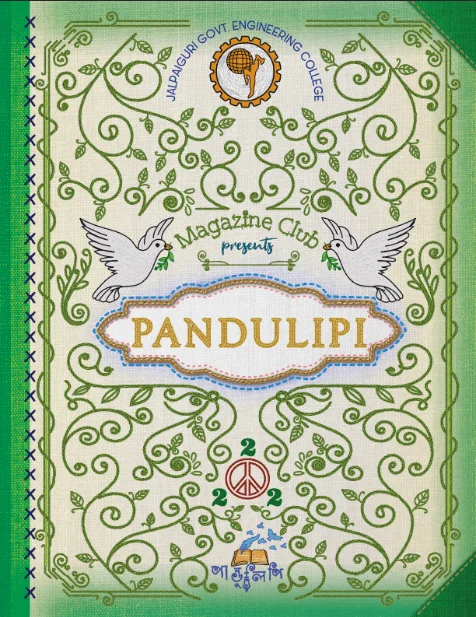 JALPAIGURI GOVT. ENGINEERING COLLEGE
Magazine Club
presents
PANDULIPI
2
2 2
পাণ্ডুলিপি